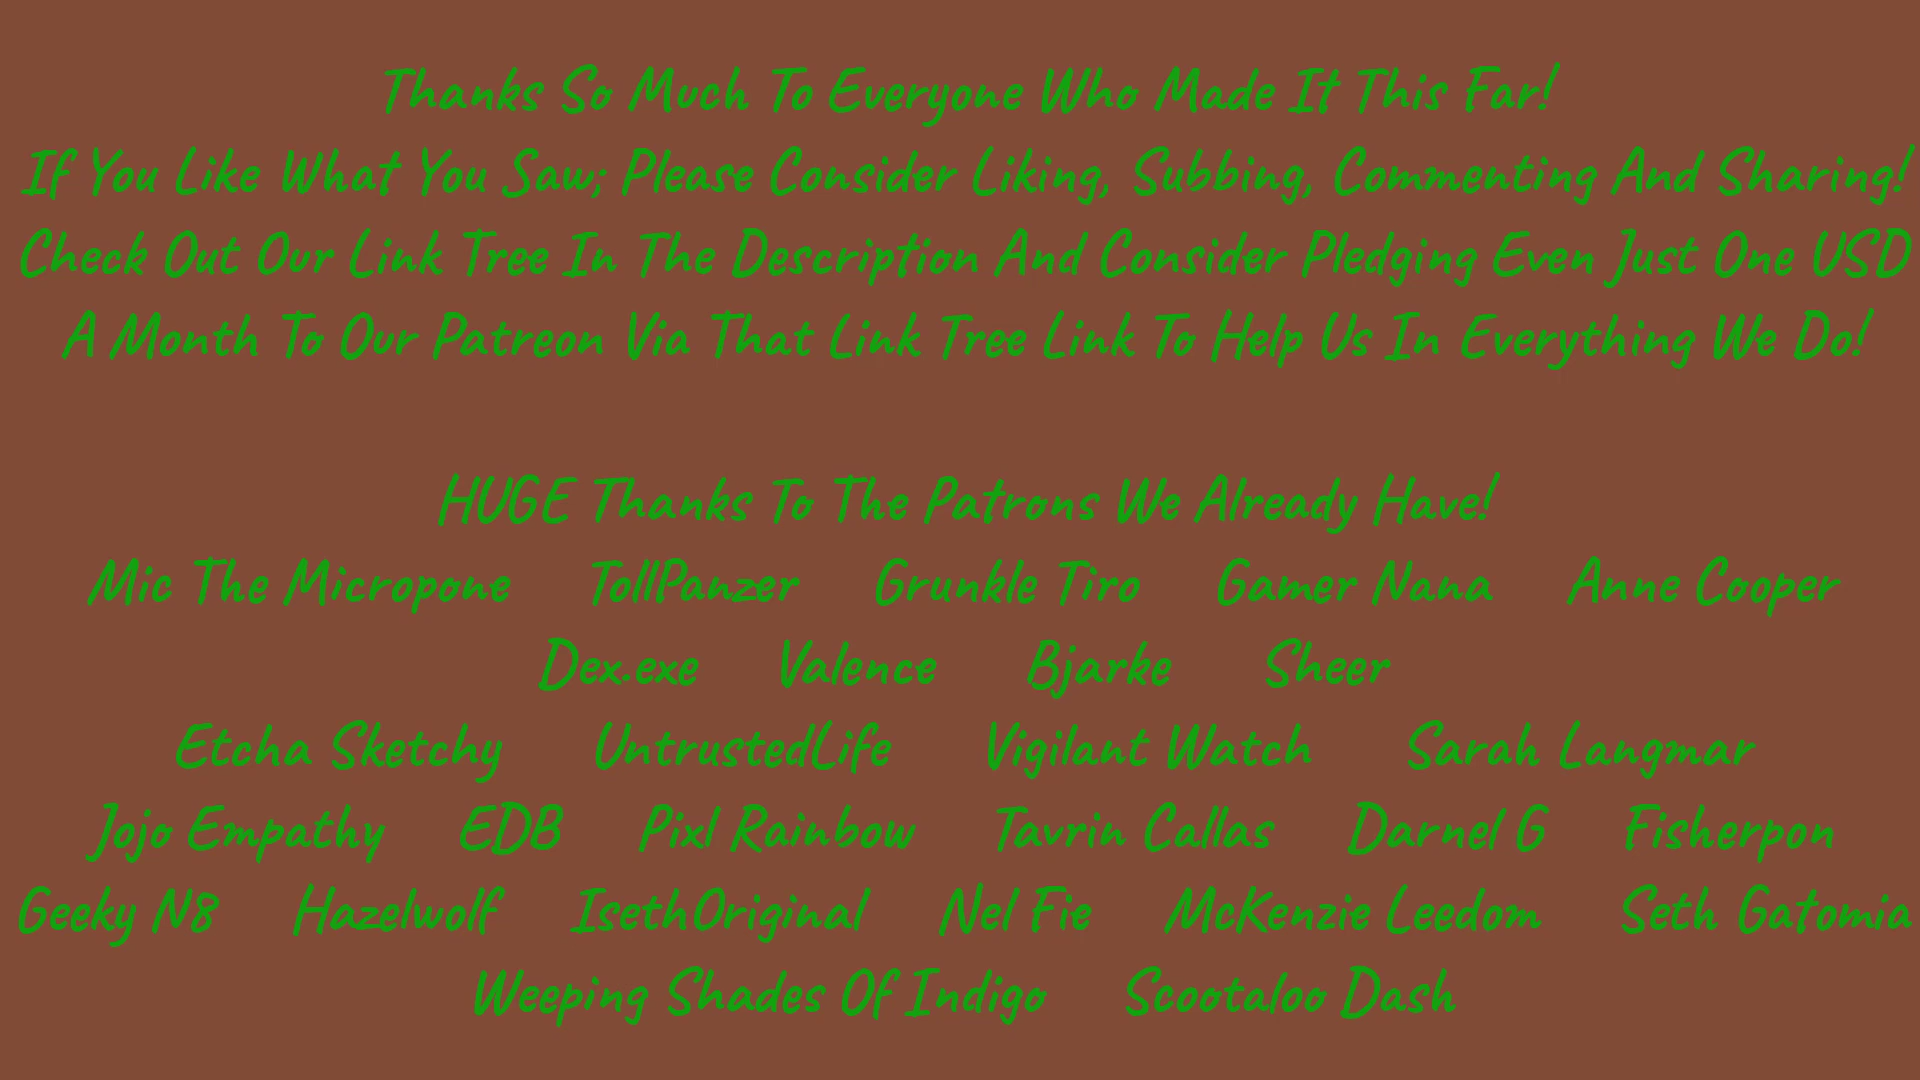 Thanks So Much To Everyone Who Made It This Far!
If You Like What You Saw; Please Consider Liking, Subbing, Commenting And Sharing!
Check Out Our Link Tree In The Description And Consider Pledging Even Just One USD
A Month To Our Patreon Via That Link Tree Link To Help Us In Everything We Do!
HUGE Thanks To The Patrons We Already Have!
Mic The Micropone TollPanzer Grunkle Tiro Gamer Nana Anne Cooper
Dex.exe Valence Bjarke Sheer
Etcha Sketchy UntrustedLife Vigilant Watch Sarah Langmar
Jojo Empathy EDB Pixl Rainbow Tavrin Callas Darnel G Fisherpon
Geeky N8 Hazelwolf IsethOriginal Nel Fie McKenzie Leedom Seth Gatomia
Weeping Shades Of Indigo Scootaloo Dash